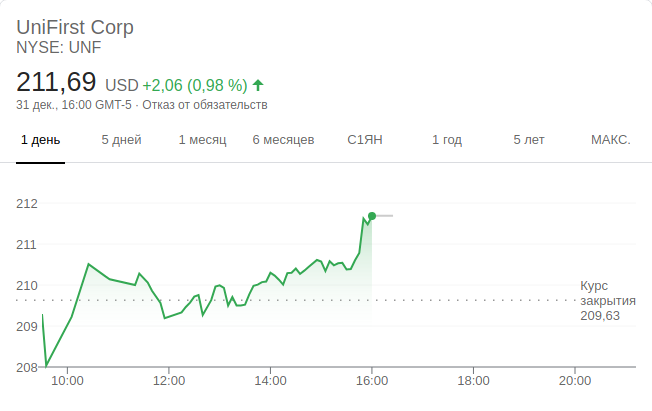 UniFirst Corp
NYSE: UNF
211,69 USD +2,06 (0,98 %)
31 дек., 16:00 GMT-5 · Отказ от обязательств
1 день 5 дней 1 месяц 6 месяцев С1ЯН 1 год 5 лет МАКС.
212
211
210
209
208
Курс
закрытия
209,63
10:00 12:00 14:00 16:00 18:00 20:00